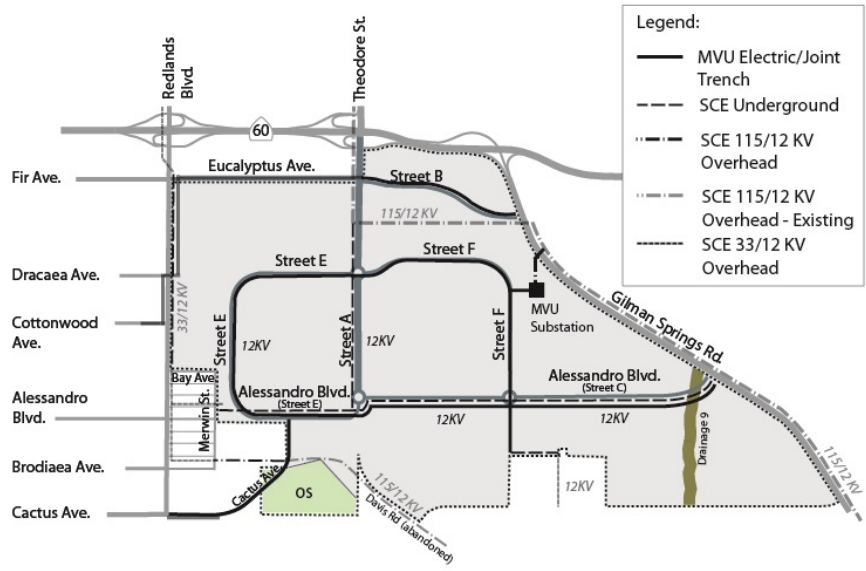 Redlands
Blvd.
Theodore St.
60
Legend:
MVU Electric/Joint
Trench
SCE Underground
SCE 115/12 KV
Overhead
SCE 115/12 KV
Overhead - Existing
SCE 33/12 KV
Overhead
Fir Ave.
Eucalyptus Ave.
Street B
115/12 KV
Dracaea Ave.
Street E
Street F
33/12 KV
MVU
Substation
Gilman Springs Rd.
Cottonwood
Ave.
Street E
12KV
Street A
12KV
Street F
Bay Ave
Alessandro
Blvd.
Merwin St.
Alessandro Blvd.
(Street E)
Alessandro Blvd.
(Street C)
12KV
12KV
Drainage 9
Brodiaea Ave.
Cactus Ave.
OS
115/12 KV
Davis Rd (abandoned)
12KV
115/12 KV
Cactus Ave.